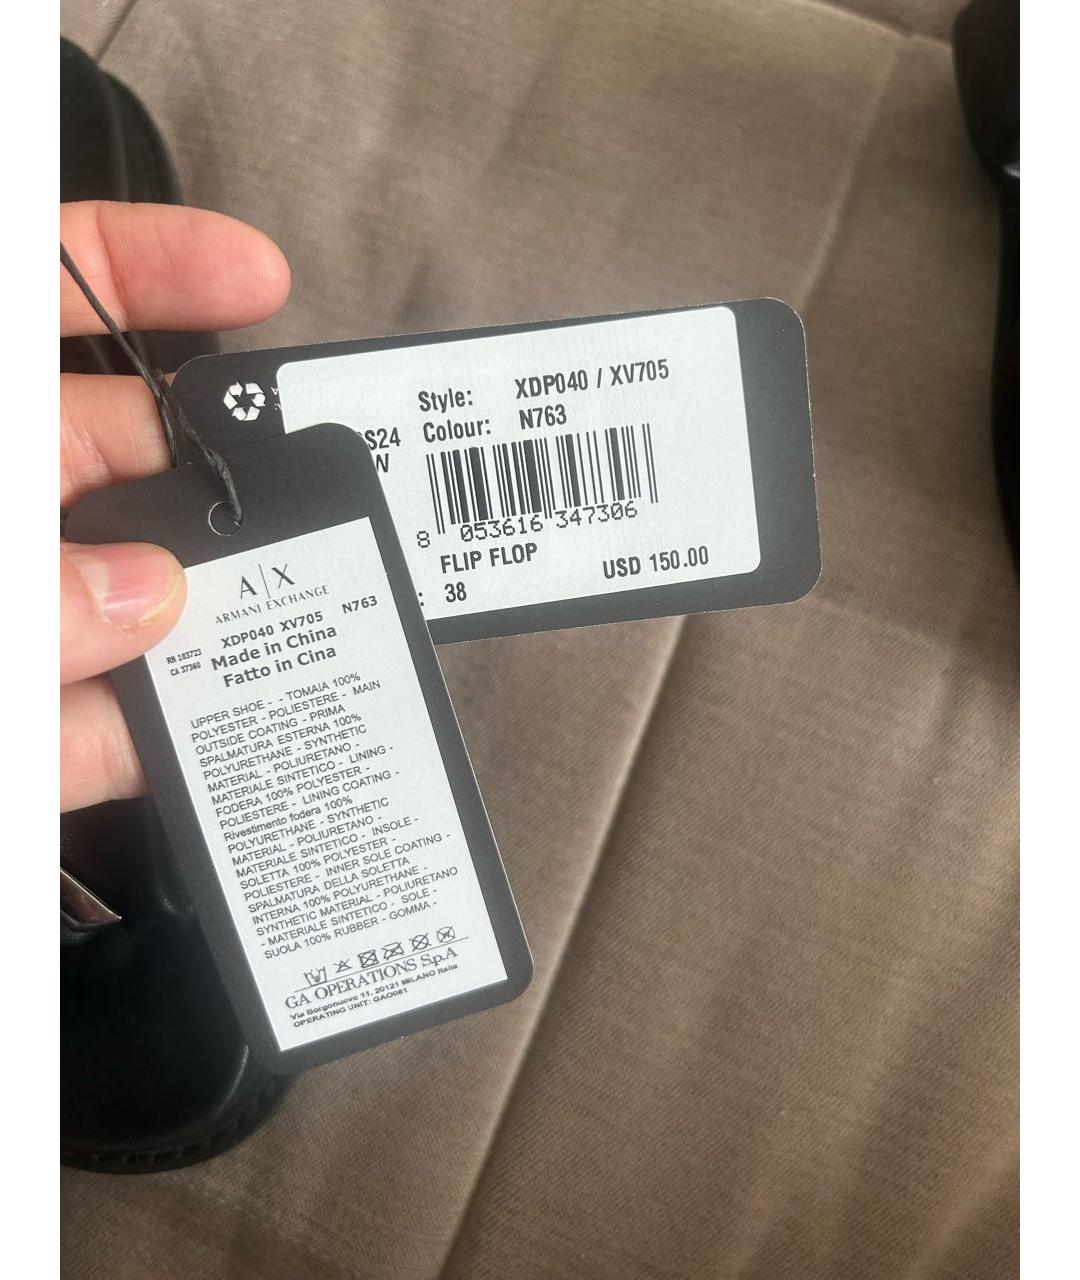 Style: XDP040 / XV705
S24 Colour: N763
W
8 053616 347306
FLIP FLOP
: 38 USD 150.00
A|X
ARMANI EXCHANGE
XDP040 XV705 N763
RN 103723
CA 37360
Made in China
Fatto in Cina
UPPER SHOE - - TOMAIA 100%
POLYESTER - POLIESTERE - MAIN
OUTSIDE COATING - PRIMA
SPALMATURA ESTERNA 100%
POLYURETHANE - SYNTHETIC
MATERIAL - POLIURETANO -
MATERIALE SINTETICO - LINING -
FODERA 100% POLYESTER -
POLIESTERE - LINING COATING -
Rivestimento fodera 100%
POLYURETHANE - SYNTHETIC
MATERIAL - POLIURETANO -
MATERIALE SINTETICO - INSOLE -
SOLETTA 100% POLYESTER -
POLIESTERE - INNER SOLE COATING -
SPALMATURA DELLA SOLETTA
INTERNA 100% POLYURETHANE -
SYNTHETIC MATERIAL - POLIURETANO
- MATERIALE SINTETICO - SOLE -
SUOLA 100% RUBBER - GOMMA -
GA OPERATIONS S.p.A
Via Borgonuovo 11, 20121 MILANO Italia
OPERATING UNIT: GAO081